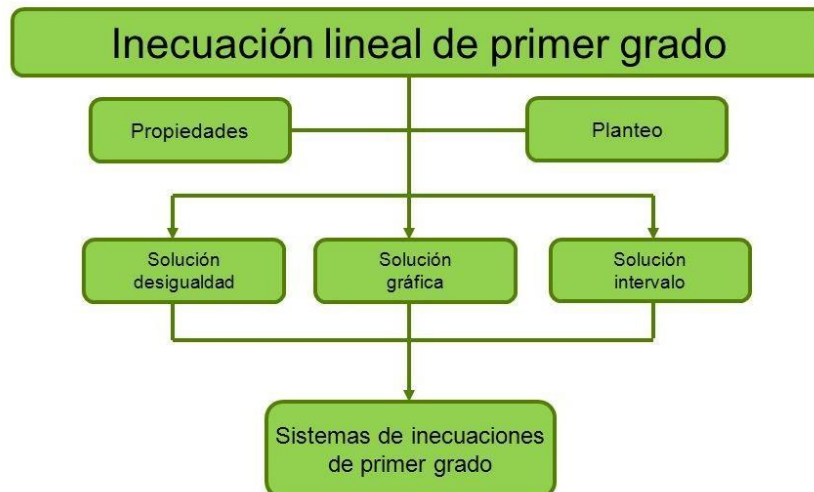 Inecuación lineal de primer grado
Propiedades
Planteo
Solución
desigualdad
Solución
gráfica
Solución
intervalo
Sistemas de inecuaciones
de primer grado